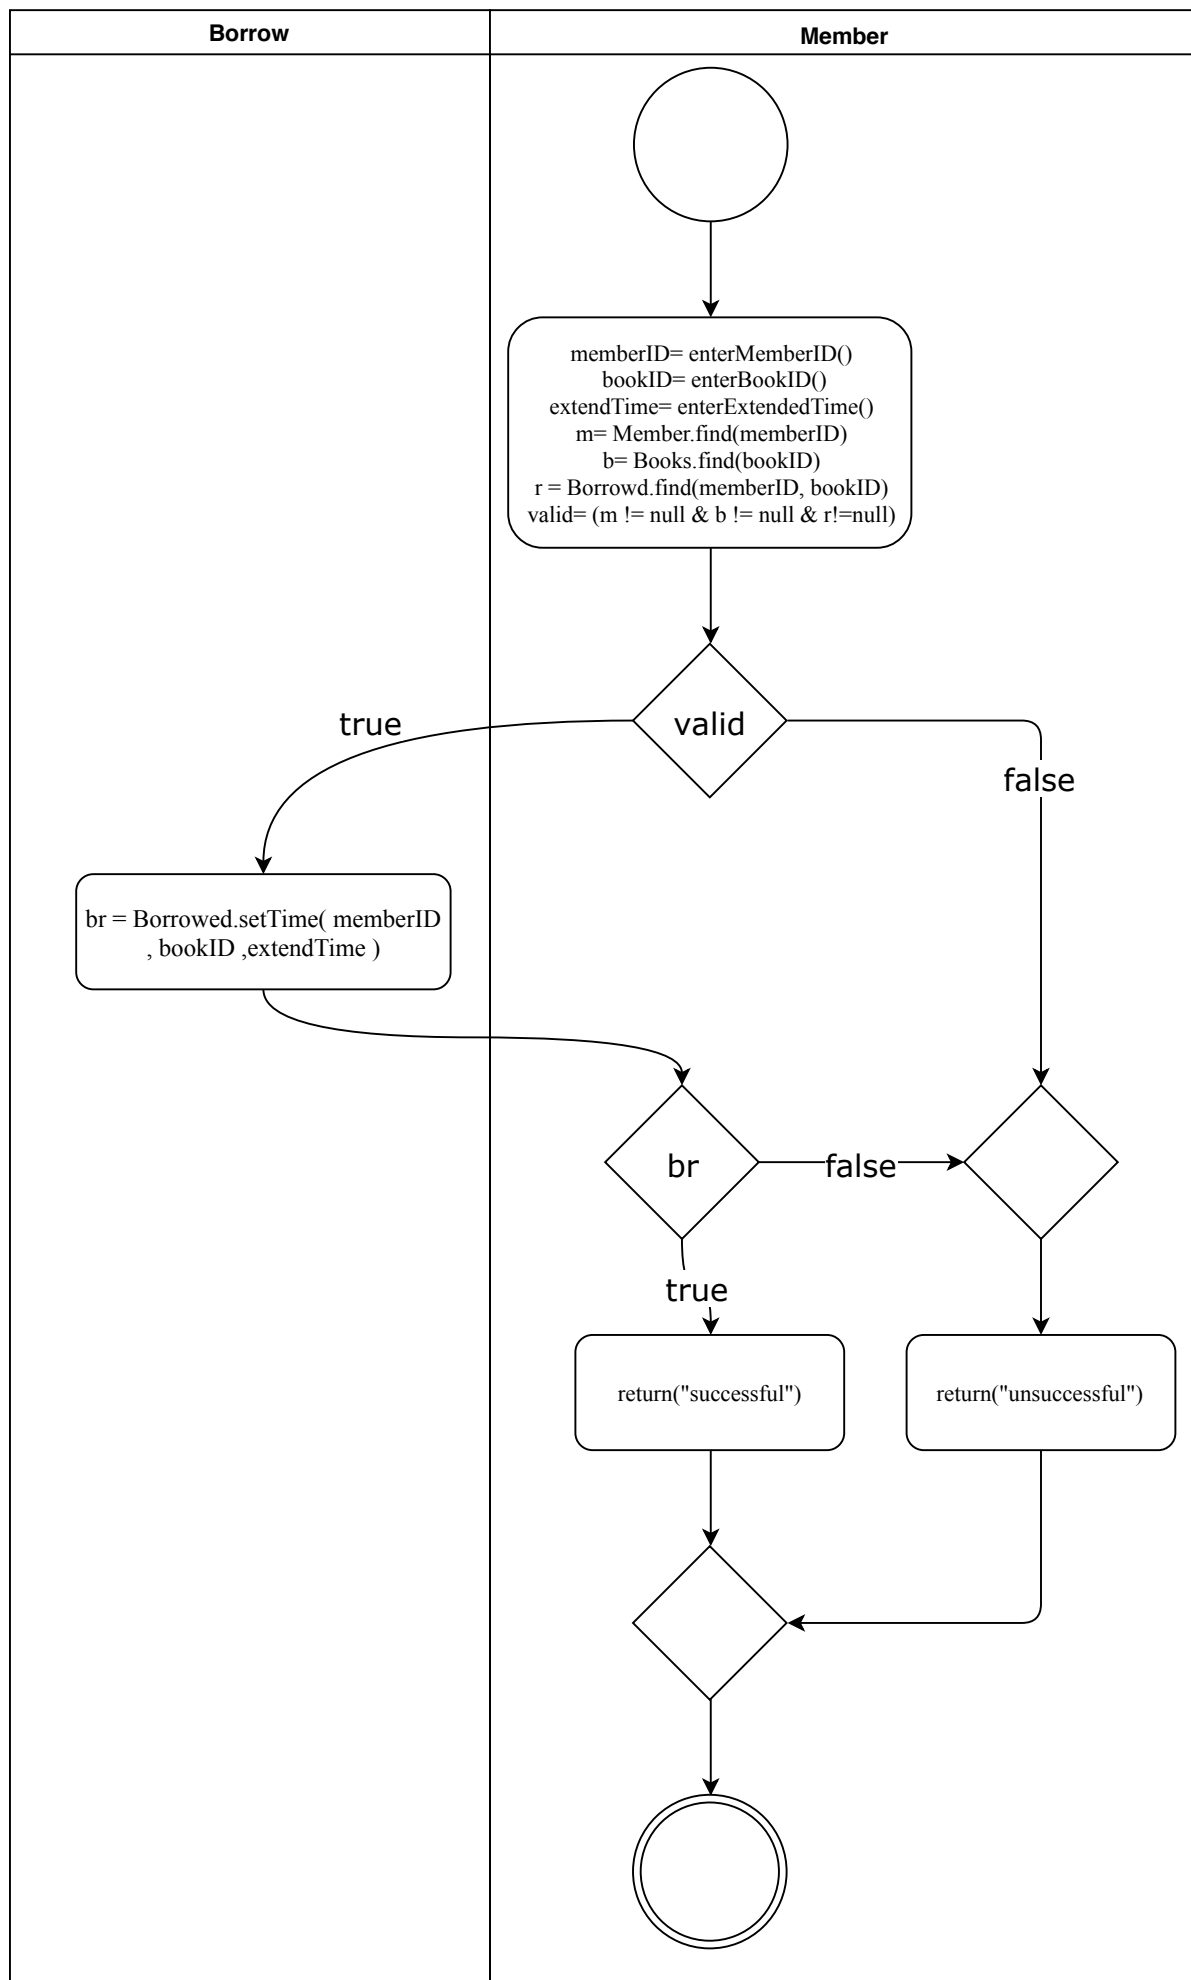 Borrow
Member
memberID= enterMemberID()
bookID= enterBookID()
extendTime= enterExtendedTime()
m= Member.find(memberID)
b= Books.find(bookID)
r = Borrowd.find(memberID, bookID)
valid= (m != null & b != null & r!=null)
true
valid
false
br = Borrowed.setTime( memberID
, bookID ,extendTime )
br
false
true
return("successful")
return("unsuccessful")